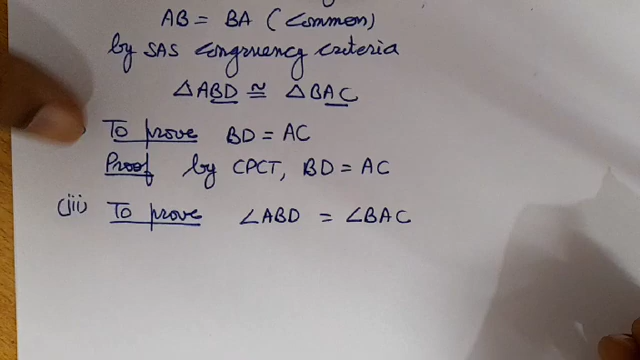 AB = BA (Common)
by SAS Congruency Criteria
△ABD ≅ △BAC
To prove BD = AC
Proof by CPCT, BD = AC
(iii) To prove ∠ABD = ∠BAC